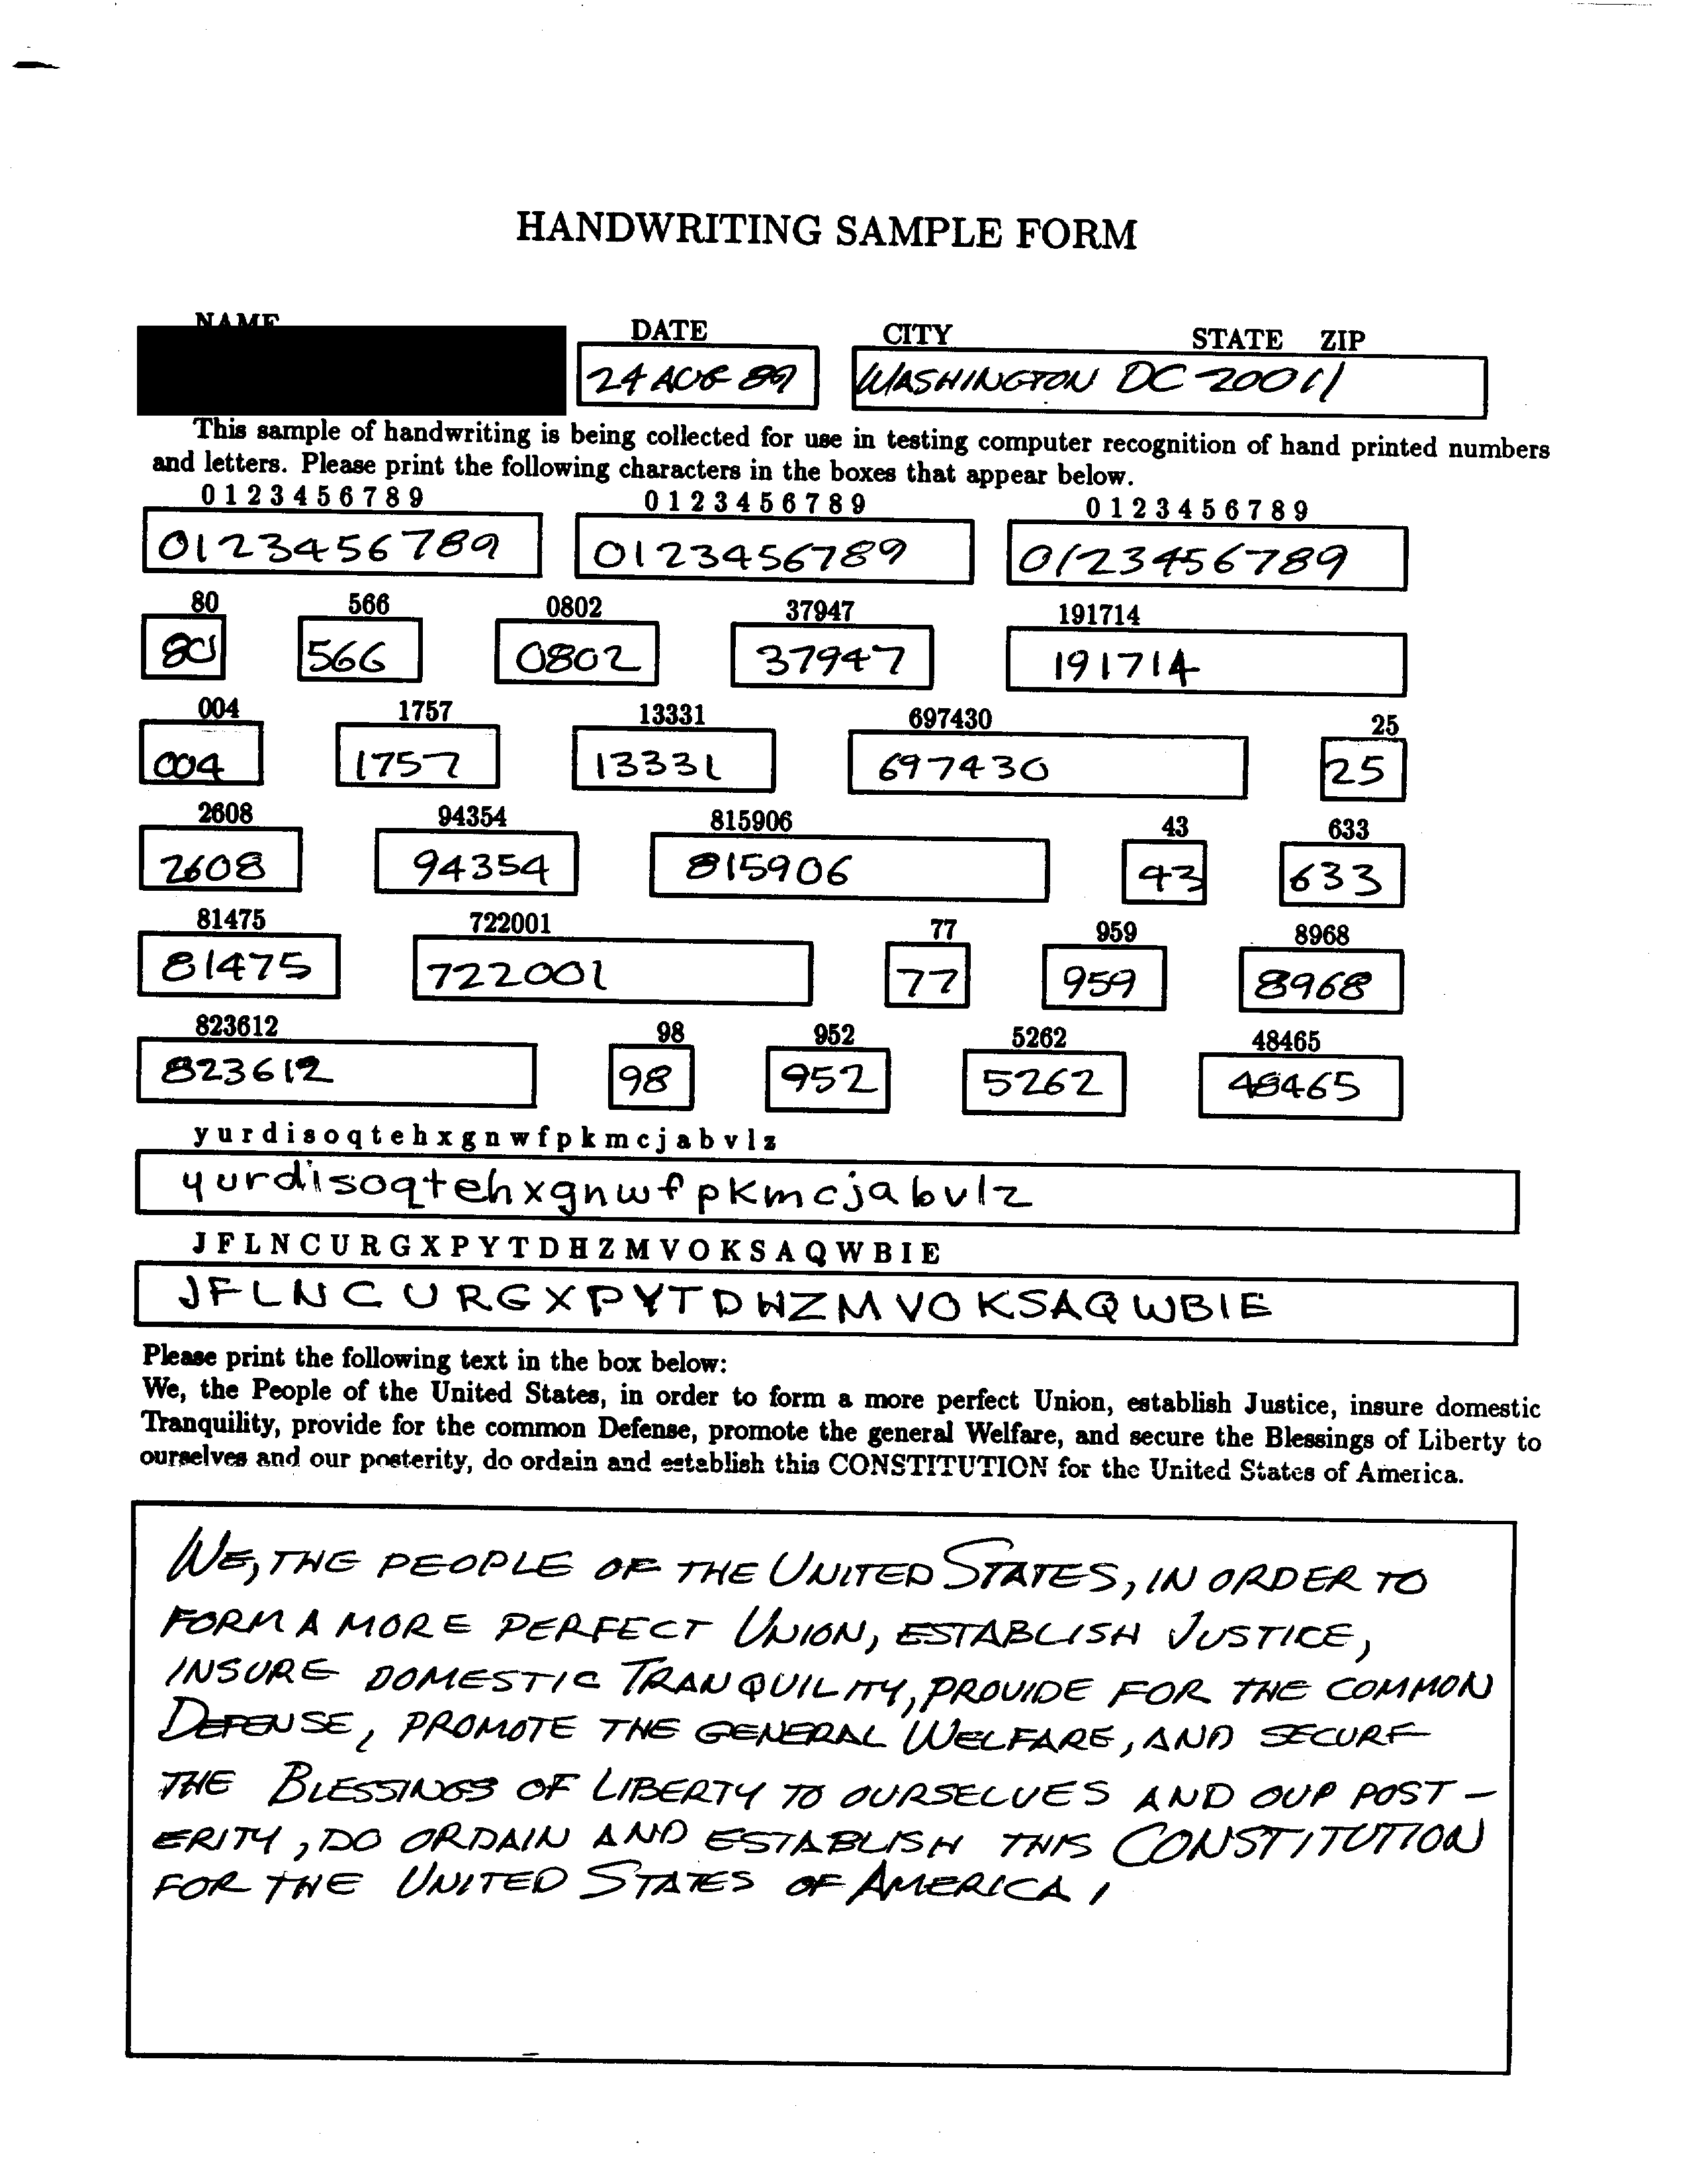 HANDWRITING SAMPLE FORM
NAME DATE CITY STATE ZIP
24 AUG 89 WASHINGTON DC 20011
This sample of handwriting is being collected for use in testing computer recognition of hand printed numbers
and letters. Please print the following characters in the boxes that appear below.
0 1 2 3 4 5 6 7 8 9 0 1 2 3 4 5 6 7 8 9 0 1 2 3 4 5 6 7 8 9
0123456789 0123456789 0123456789
80 566 0802 37947 191714
80 566 0802 37947 191714
004 1757 13331 697430 25
004 1757 13331 697430 25
2608 94354 815906 43 633
2608 94354 815906 43 633
81475 722001 77 959 8968
81475 722001 77 959 8968
823612 98 952 5262 48465
823612 98 952 5262 48465
y u r d i s o q t e h x g n w f p k m c j a b v l z
yurdisoqtehxgnwfpkmcjabvlz
J F L N C U R G X P Y T D H Z M V O K S A Q W B I E
JFLNCURGXPYTDHZMVOKSAQWBIE
Please print the following text in the box below:
We, the People of the United States, in order to form a more perfect Union, establish Justice, insure domestic
Tranquility, provide for the common Defense, promote the general Welfare, and secure the Blessings of Liberty to
ourselves and our posterity, do ordain and establish this CONSTITUTION for the United States of America.
WE, THE PEOPLE OF THE UNITED STATES, IN ORDER TO
FORM A MORE PERFECT UNION, ESTABLISH JUSTICE,
INSURE DOMESTIC TRANQUILITY, PROVIDE FOR THE COMMON
DEFENSE, PROMOTE THE GENERAL WELFARE, AND SECURE
THE BLESSINGS OF LIBERTY TO OURSELVES AND OUR POST-
ERITY, DO ORDAIN AND ESTABLISH THIS CONSTITUTION
FOR THE UNITED STATES OF AMERICA.